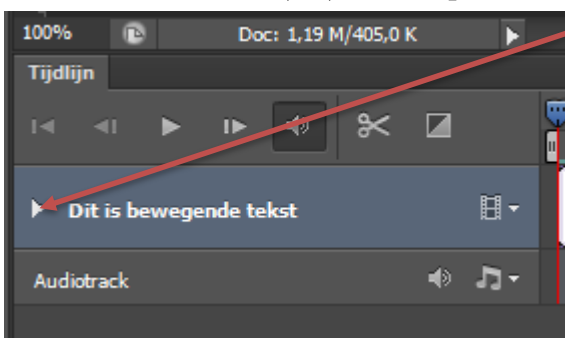 100% Doc: 1,19 M/405,0 K
Tijdlijn
Dit is bewegende tekst
Audiotrack